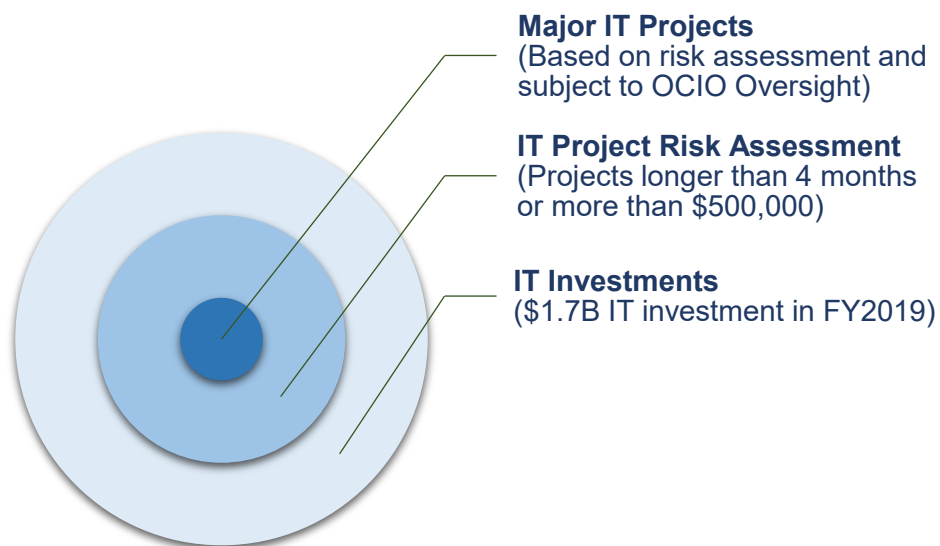 Major IT Projects
(Based on risk assessment and
subject to OCIO Oversight)
IT Project Risk Assessment
(Projects longer than 4 months
or more than $500,000)
IT Investments
($1.7B IT investment in FY2019)